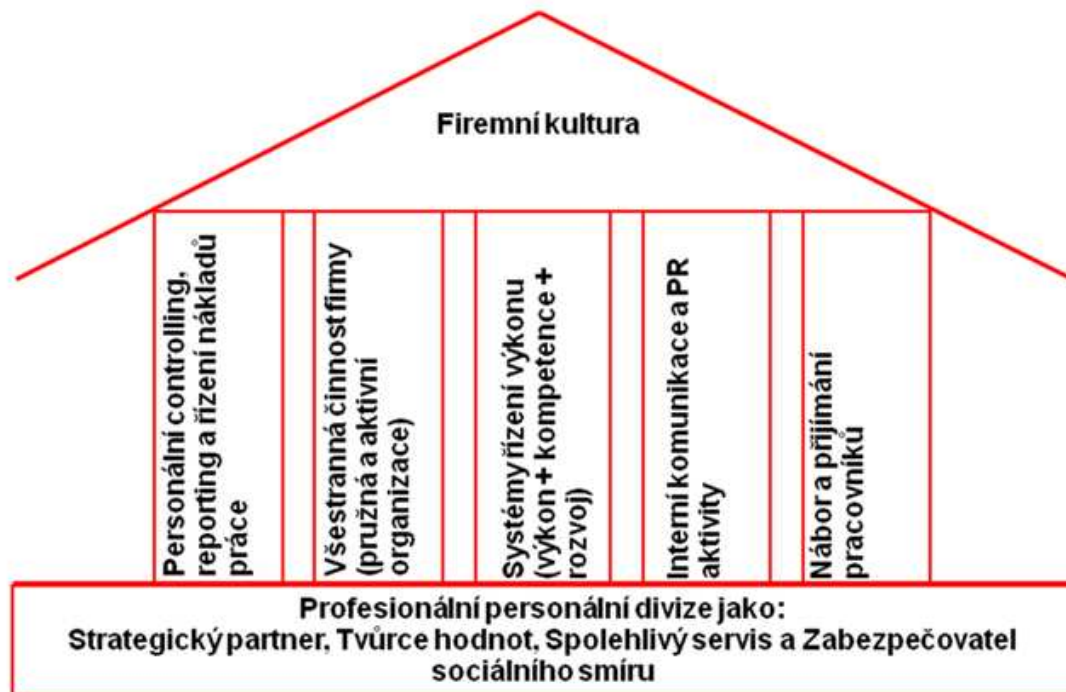 Firemní kultura
Personální controlling,
reporting a řízení nákladů
práce
Všestranná činnost firmy
(pružná a aktivní
organizace)
Systémy řízení výkonu
(výkon + kompetence +
rozvoj)
Interní komunikace a PR
aktivity
Nábor a přijímání
pracovníků
Profesionální personální divize jako:
Strategický partner, Tvůrce hodnot, Spolehlivý servis a Zabezpečovatel
sociálního smíru